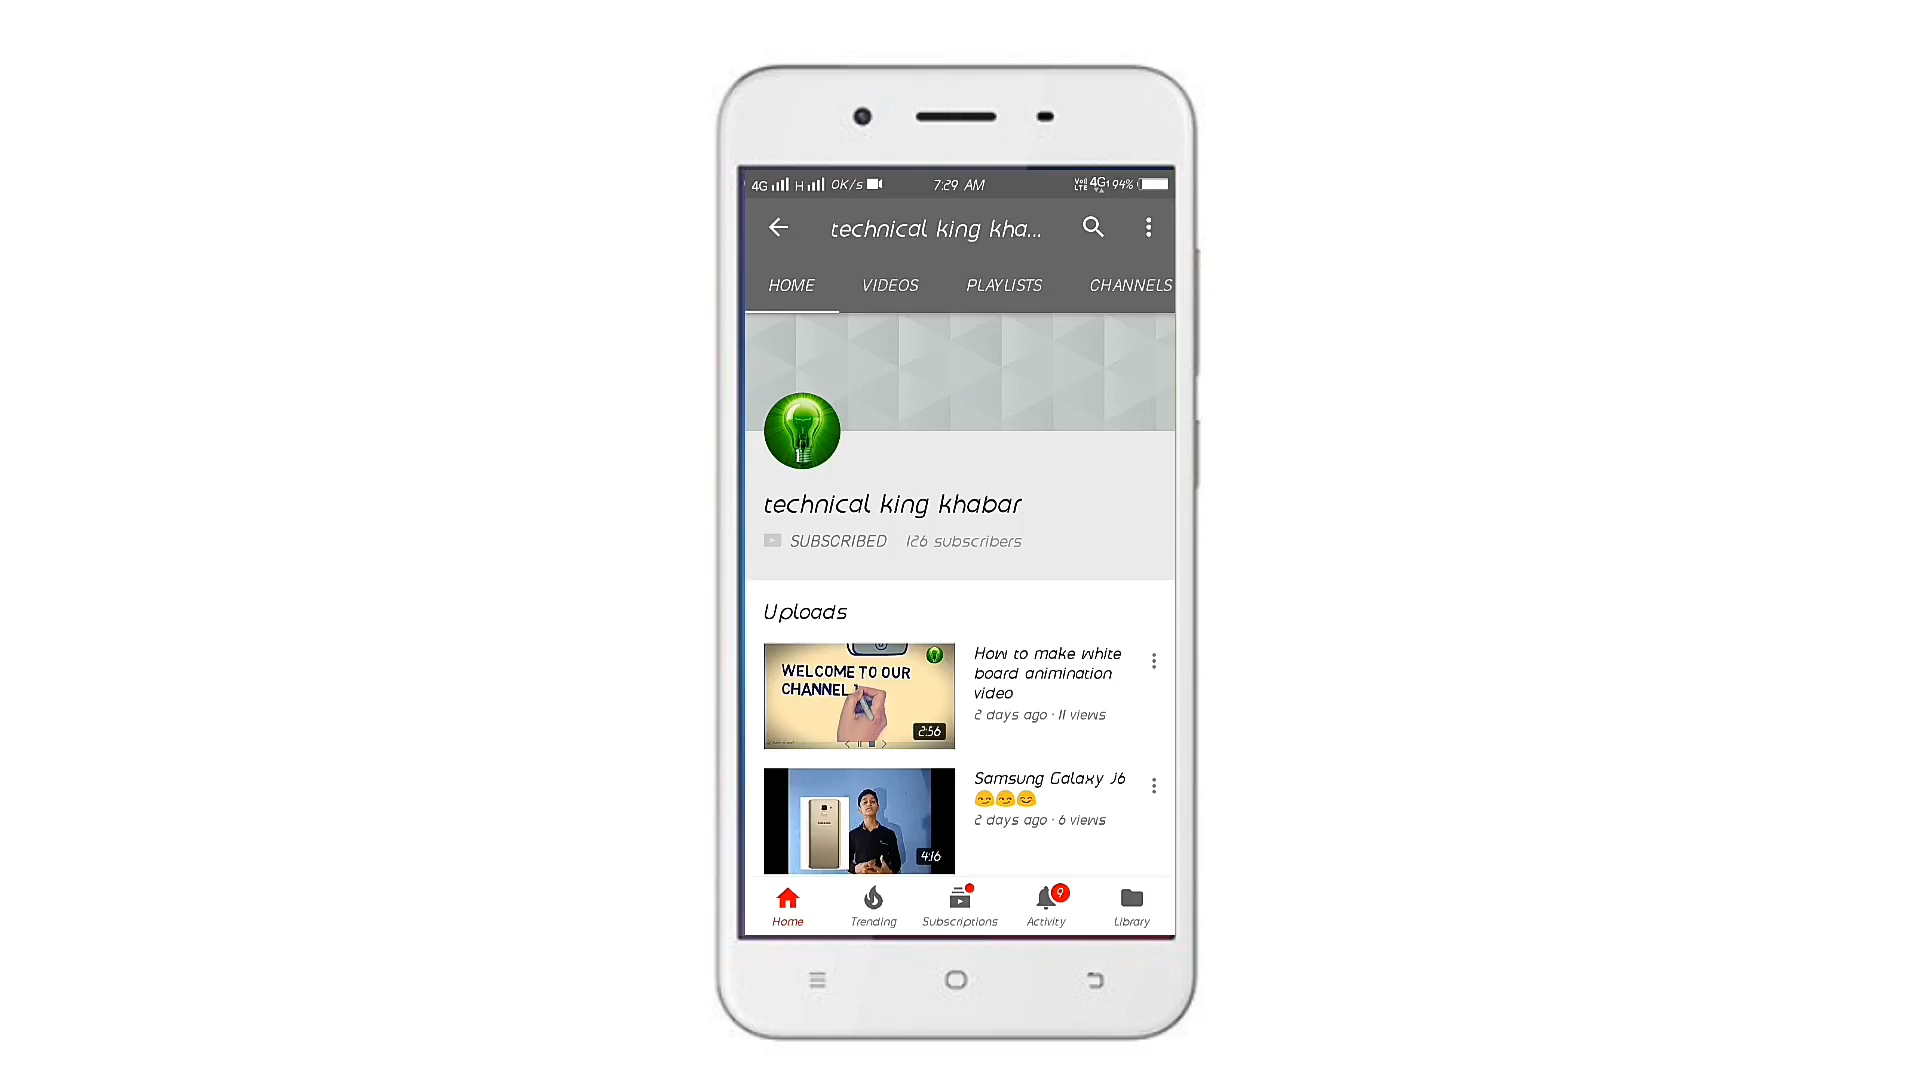 4G H 0K/s 7:29 AM VoLTE 4G1 94%
technical king kha...
HOME VIDEOS PLAYLISTS CHANNELS
technical king khabar
SUBSCRIBED 126 subscribers
Uploads
WELCOME TO OUR
CHANNEL
2:56
How to make white
board animination
video
2 days ago · 11 views
4:16
Samsung Galaxy J6
😏😏😊
2 days ago · 6 views
9
Home Trending Subscriptions Activity Library